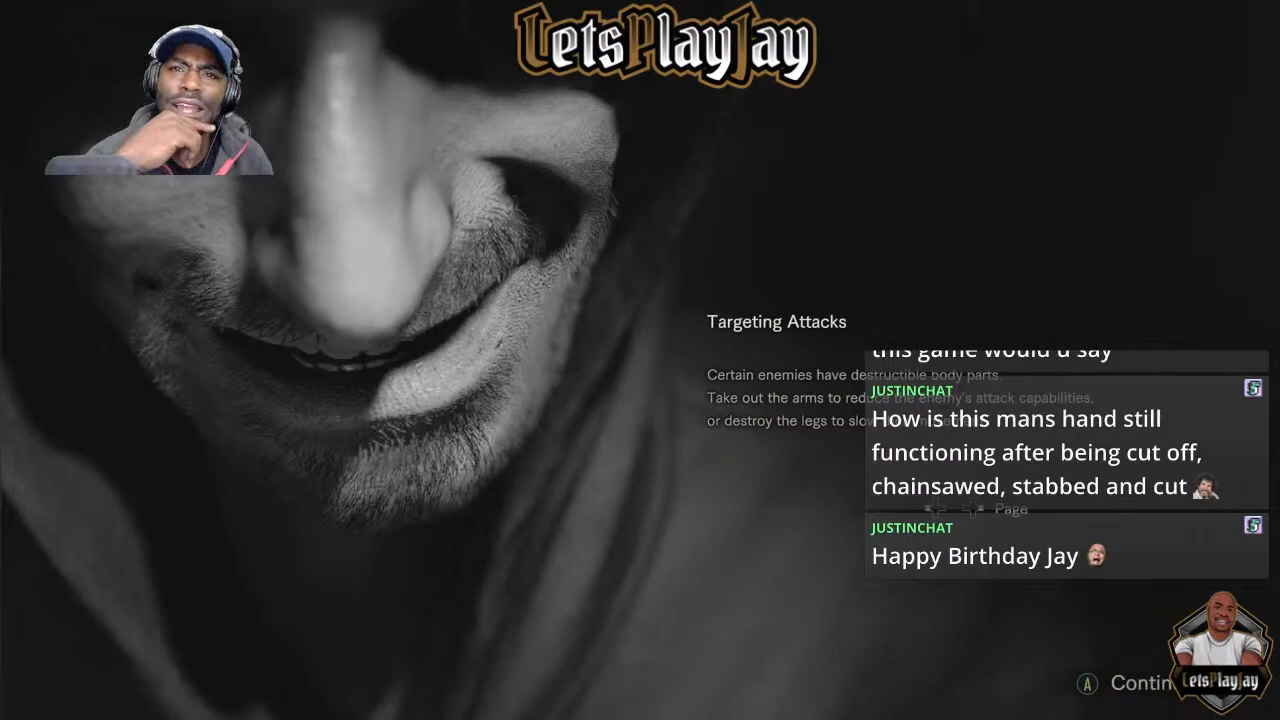 LetsPlayJay
Targeting Attacks
Certain enemies have destructible body parts.
Take out the arms to reduce the enemy's attack capabilities,
or destroy the legs to slow
this game would u say
JUSTINCHAT
How is this mans hand still
functioning after being cut off,
chainsawed, stabbed and cut
Page
JUSTINCHAT
Happy Birthday Jay
A Contin
LetsPlayJay